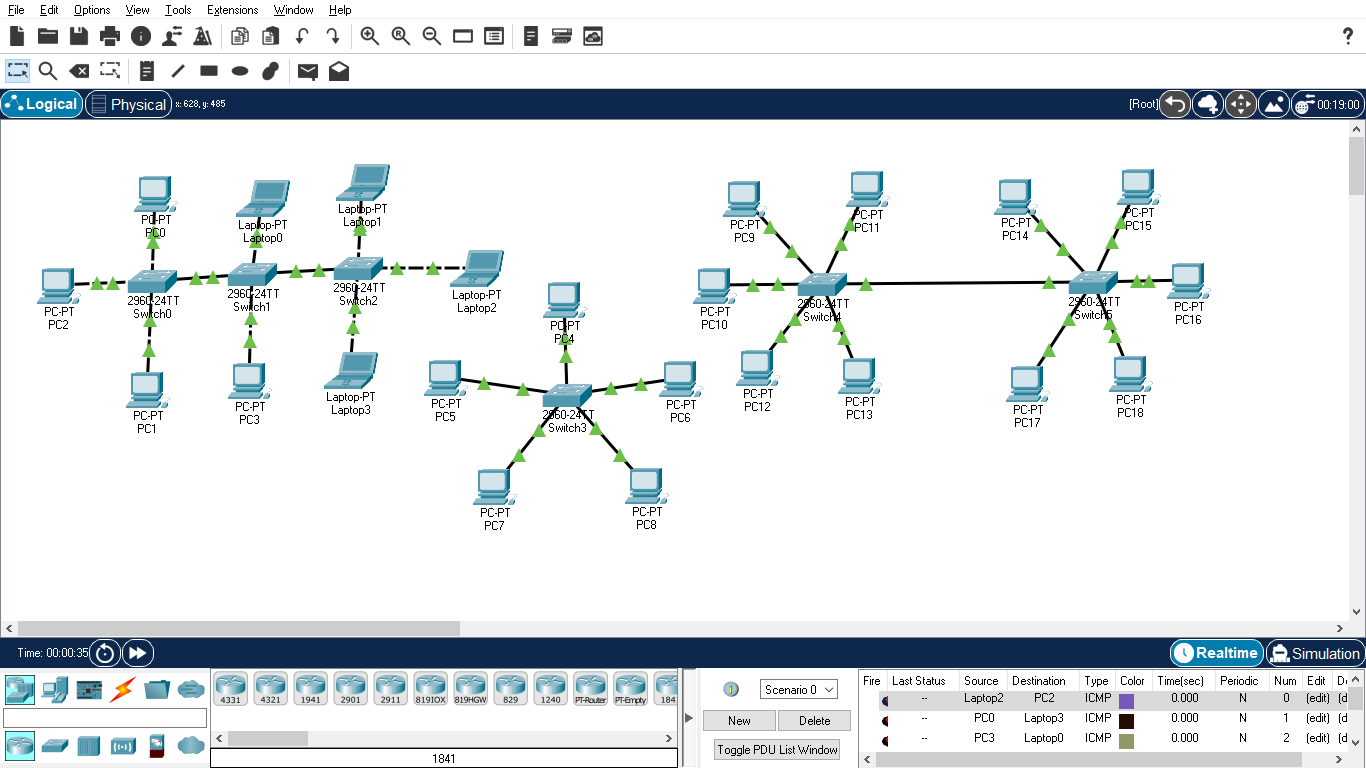 File Edit Options View Tools Extensions Window Help
Logical Physical x: 628, y: 485 [Root] 00:19:00
PC-PT
PC0
Laptop-PT
Laptop0
Laptop-PT
Laptop1
PC-PT
PC2
2960-24TT
Switch0
2960-24TT
Switch1
2960-24TT
Switch2
Laptop-PT
Laptop2
PC-PT
PC1
PC-PT
PC3
Laptop-PT
Laptop3
PC-PT
PC4
PC-PT
PC5
2960-24TT
Switch3
PC-PT
PC6
PC-PT
PC7
PC-PT
PC8
PC-PT
PC9
PC-PT
PC11
PC-PT
PC10
2960-24TT
Switch4
PC-PT
PC12
PC-PT
PC13
PC-PT
PC14
PC-PT
PC15
2960-24TT
Switch5
PC-PT
PC16
PC-PT
PC17
PC-PT
PC18
Time: 00:00:35 Realtime Simulation
4331 4321 1941 2901 2911 819IOX 819HGW 829 1240 PT-Router PT-Empty 184
1841
Scenario 0
New Delete
Toggle PDU List Window
Fire Last Status Source Destination Type Color Time(sec) Periodic Num Edit De
-- Laptop2 PC2 ICMP 0.000 N 0 (edit) (d
-- PC0 Laptop3 ICMP 0.000 N 1 (edit) (d
-- PC3 Laptop0 ICMP 0.000 N 2 (edit) (d